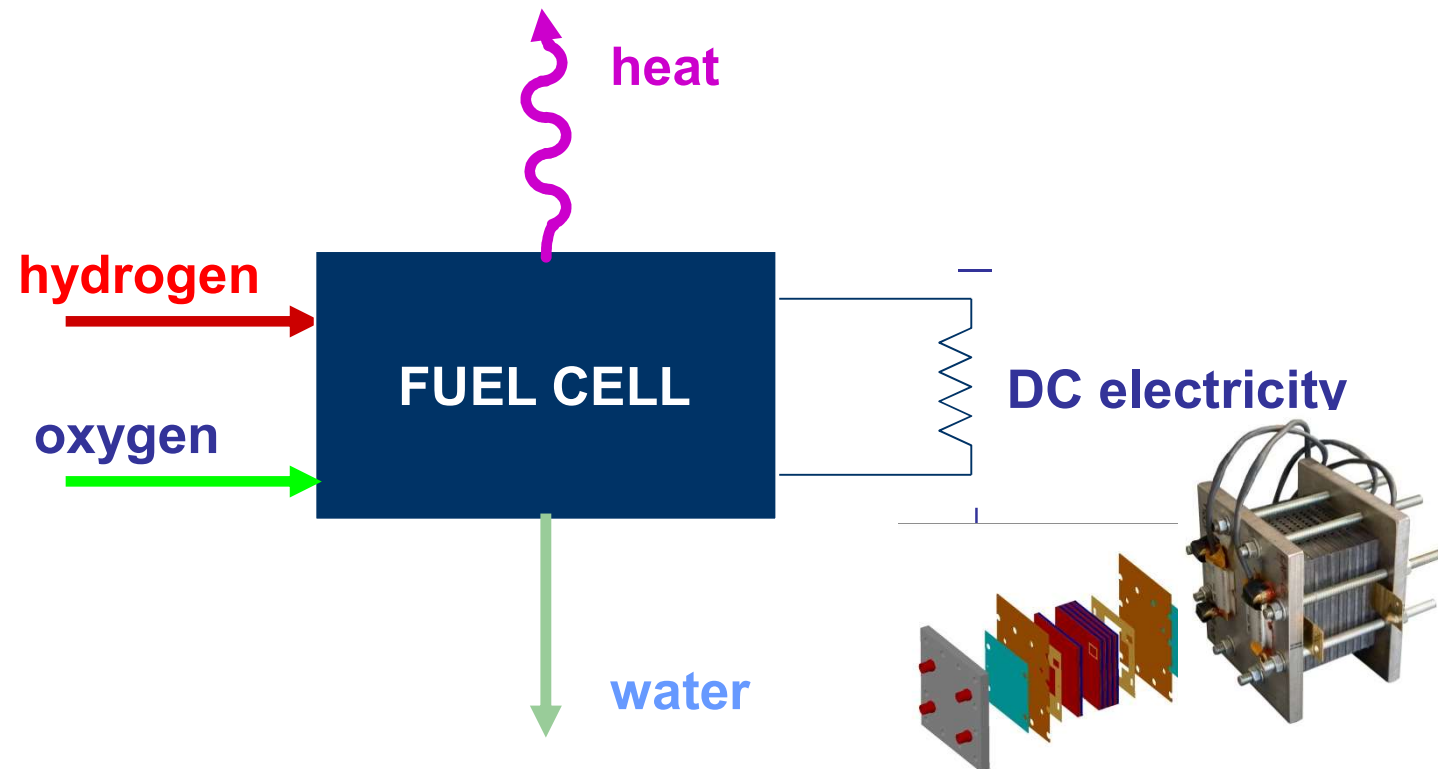 heat
hydrogen
FUEL CELL
DC electricity
oxygen
water